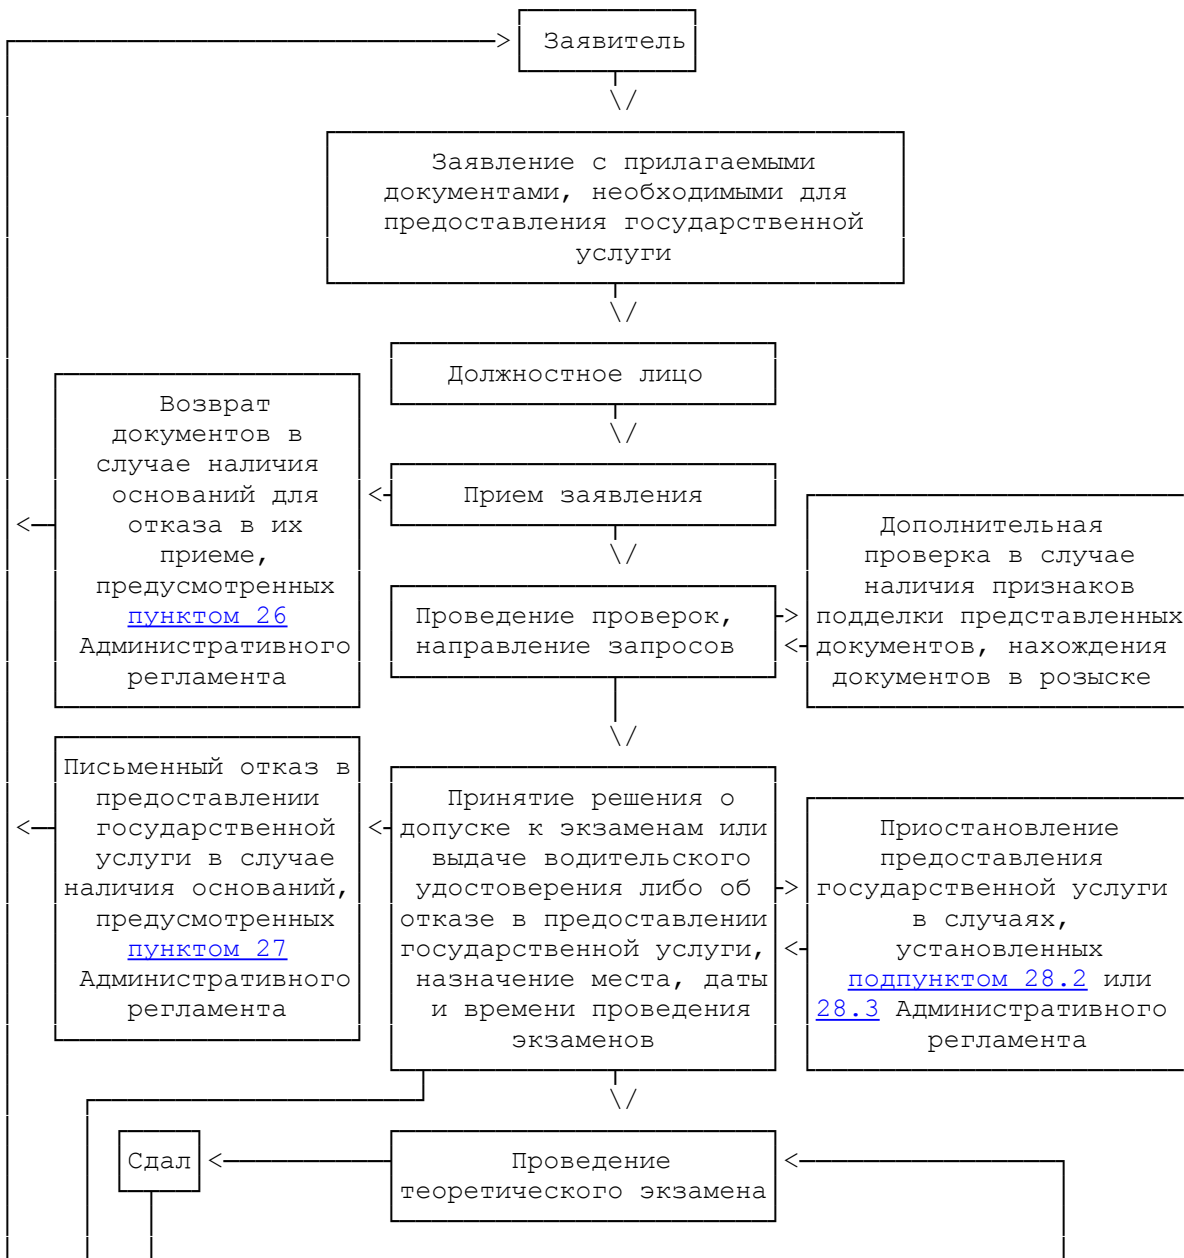 Заявитель
Заявление с прилагаемыми
документами, необходимыми для
предоставления государственной
услуги
Должностное лицо
Возврат
документов в
случае наличия
оснований для
отказа в их
приеме,
предусмотренных
пунктом 26
Административного
регламента
Прием заявления
Проведение проверок,
направление запросов
Дополнительная
проверка в случае
наличия признаков
подделки представленных
документов, нахождения
документов в розыске
Письменный отказ в
предоставлении
государственной
услуги в случае
наличия оснований,
предусмотренных
пунктом 27
Административного
регламента
Принятие решения о
допуске к экзаменам или
выдаче водительского
удостоверения либо об
отказе в предоставлении
государственной услуги,
назначение места, даты
и времени проведения
экзаменов
Приостановление
предоставления
государственной услуги
в случаях,
установленных
подпунктом 28.2 или
28.3 Административного
регламента
Сдал
Проведение
теоретического экзамена